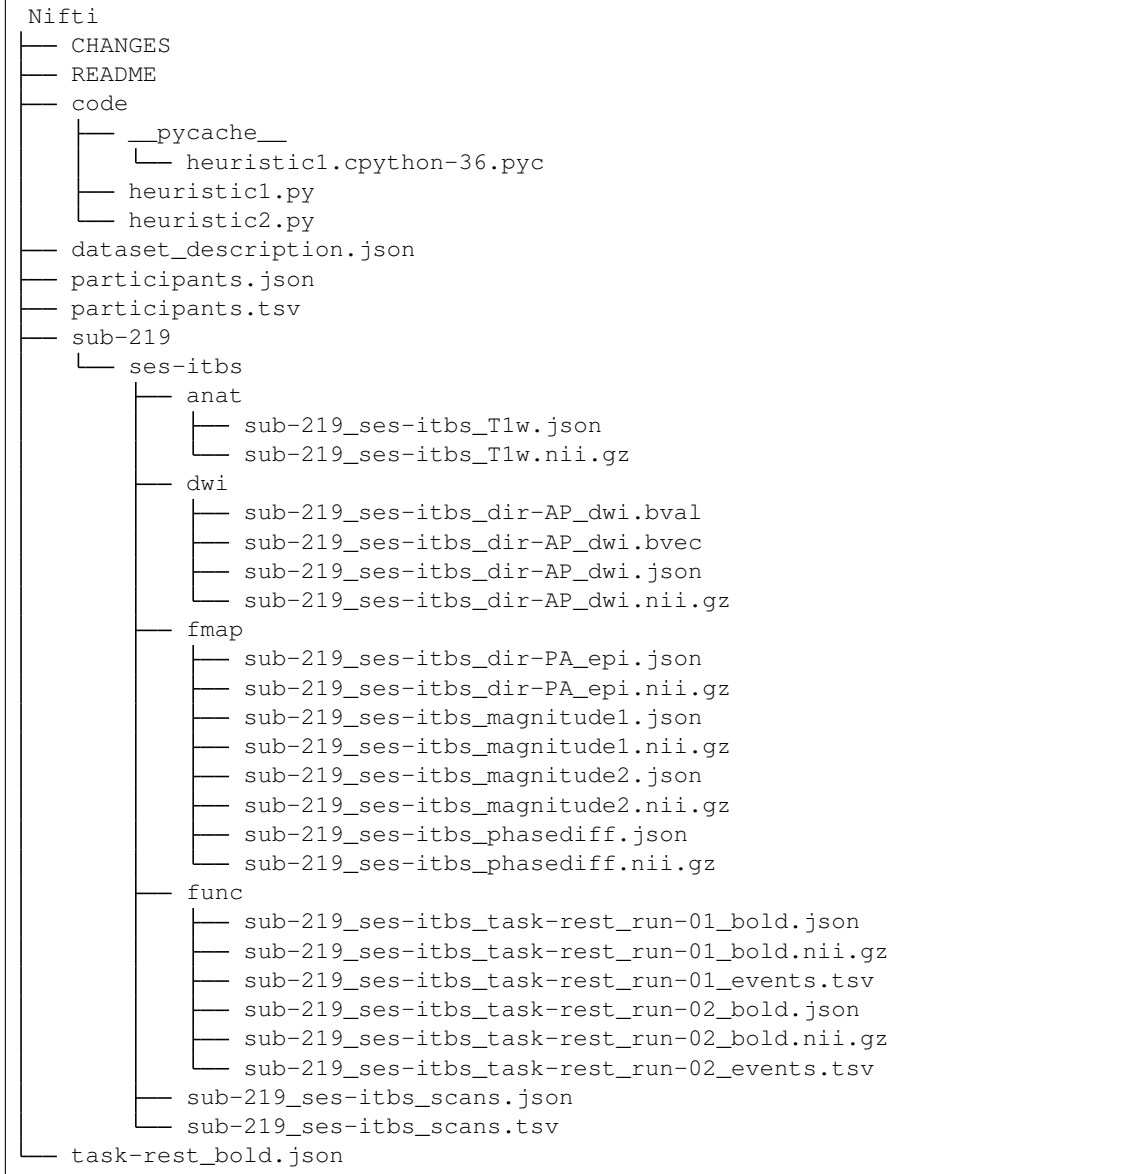 Nifti
├── CHANGES
├── README
├── code
│   ├── __pycache__
│   │   └── heuristic1.cpython-36.pyc
│   ├── heuristic1.py
│   └── heuristic2.py
├── dataset_description.json
├── participants.json
├── participants.tsv
├── sub-219
│   └── ses-itbs
│       ├── anat
│       │   ├── sub-219_ses-itbs_T1w.json
│       │   └── sub-219_ses-itbs_T1w.nii.gz
│       ├── dwi
│       │   ├── sub-219_ses-itbs_dir-AP_dwi.bval
│       │   ├── sub-219_ses-itbs_dir-AP_dwi.bvec
│       │   ├── sub-219_ses-itbs_dir-AP_dwi.json
│       │   └── sub-219_ses-itbs_dir-AP_dwi.nii.gz
│       ├── fmap
│       │   ├── sub-219_ses-itbs_dir-PA_epi.json
│       │   ├── sub-219_ses-itbs_dir-PA_epi.nii.gz
│       │   ├── sub-219_ses-itbs_magnitude1.json
│       │   ├── sub-219_ses-itbs_magnitude1.nii.gz
│       │   ├── sub-219_ses-itbs_magnitude2.json
│       │   ├── sub-219_ses-itbs_magnitude2.nii.gz
│       │   ├── sub-219_ses-itbs_phasediff.json
│       │   └── sub-219_ses-itbs_phasediff.nii.gz
│       ├── func
│       │   ├── sub-219_ses-itbs_task-rest_run-01_bold.json
│       │   ├── sub-219_ses-itbs_task-rest_run-01_bold.nii.gz
│       │   ├── sub-219_ses-itbs_task-rest_run-01_events.tsv
│       │   ├── sub-219_ses-itbs_task-rest_run-02_bold.json
│       │   ├── sub-219_ses-itbs_task-rest_run-02_bold.nii.gz
│       │   └── sub-219_ses-itbs_task-rest_run-02_events.tsv
│       ├── sub-219_ses-itbs_scans.json
│       └── sub-219_ses-itbs_scans.tsv
└── task-rest_bold.json